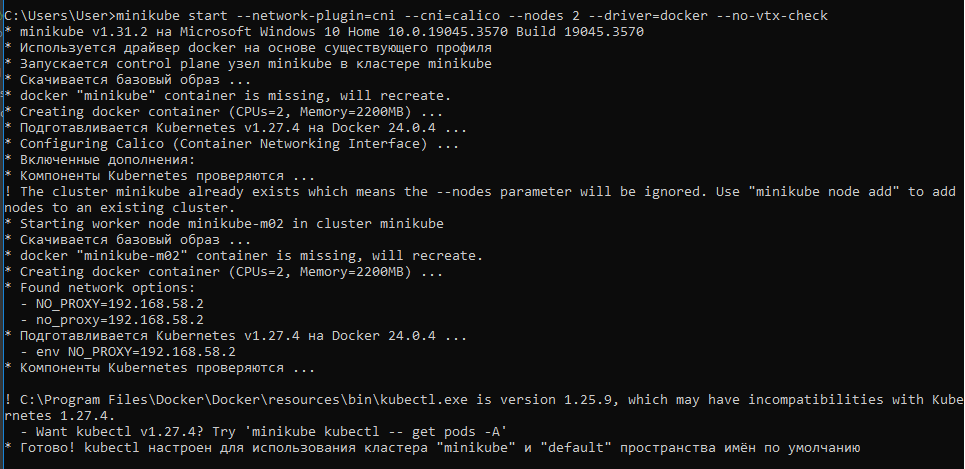 C:\Users\User>minikube start --network-plugin=cni --cni=calico --nodes 2 --driver=docker --no-vtx-check
* minikube v1.31.2 на Microsoft Windows 10 Home 10.0.19045.3570 Build 19045.3570
* Используется драйвер docker на основе существующего профиля
* Запускается control plane узел minikube в кластере minikube
* Скачивается базовый образ ...
* docker "minikube" container is missing, will recreate.
* Creating docker container (CPUs=2, Memory=2200MB) ...
* Подготавливается Kubernetes v1.27.4 на Docker 24.0.4 ...
* Configuring Calico (Container Networking Interface) ...
* Включенные дополнения:
* Компоненты Kubernetes проверяются ...
! The cluster minikube already exists which means the --nodes parameter will be ignored. Use "minikube node add" to add
nodes to an existing cluster.
* Starting worker node minikube-m02 in cluster minikube
* Скачивается базовый образ ...
* docker "minikube-m02" container is missing, will recreate.
* Creating docker container (CPUs=2, Memory=2200MB) ...
* Found network options:
  - NO_PROXY=192.168.58.2
  - no_proxy=192.168.58.2
* Подготавливается Kubernetes v1.27.4 на Docker 24.0.4 ...
  - env NO_PROXY=192.168.58.2
* Компоненты Kubernetes проверяются ...

! C:\Program Files\Docker\Docker\resources\bin\kubectl.exe is version 1.25.9, which may have incompatibilities with Kube
rnetes 1.27.4.
  - Want kubectl v1.27.4? Try 'minikube kubectl -- get pods -A'
* Готово! kubectl настроен для использования кластера "minikube" и "default" пространства имён по умолчанию